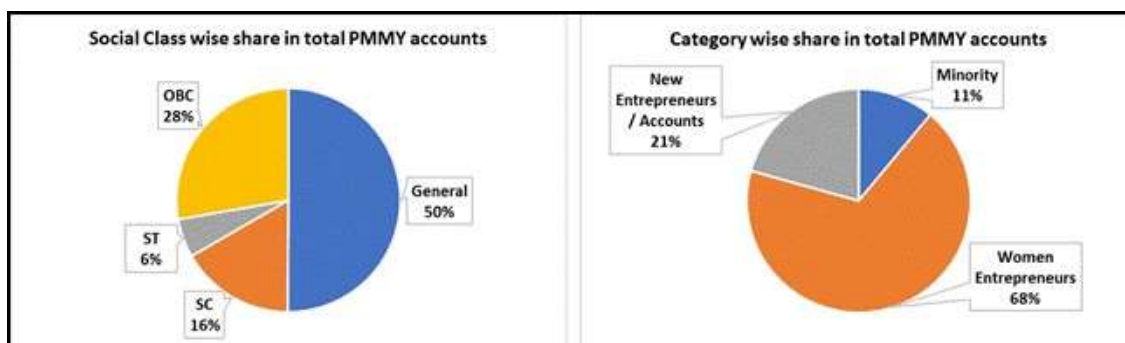 Social Class wise share in total PMMY accounts
OBC
28%
General
50%
ST
6%
SC
16%
Category wise share in total PMMY accounts
New
Entrepreneurs
/ Accounts
21%
Minority
11%
Women
Entrepreneurs
68%